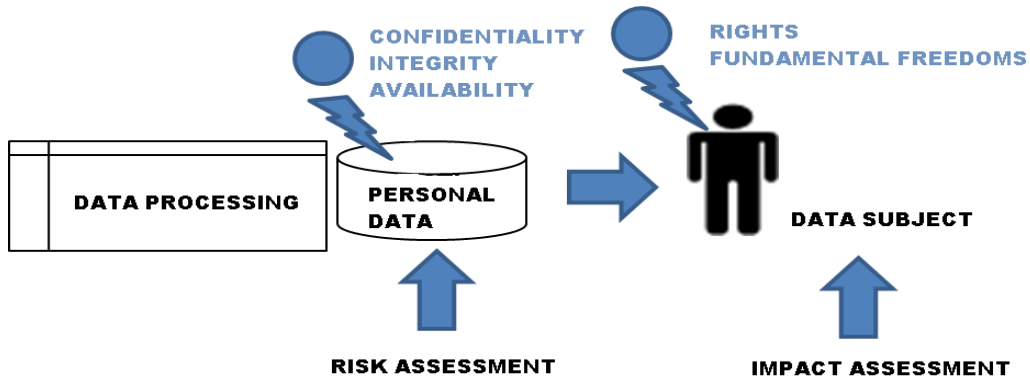 CONFIDENTIALITY
INTEGRITY
AVAILABILITY
RIGHTS
FUNDAMENTAL FREEDOMS
DATA PROCESSING
PERSONAL
DATA
DATA SUBJECT
RISK ASSESSMENT
IMPACT ASSESSMENT